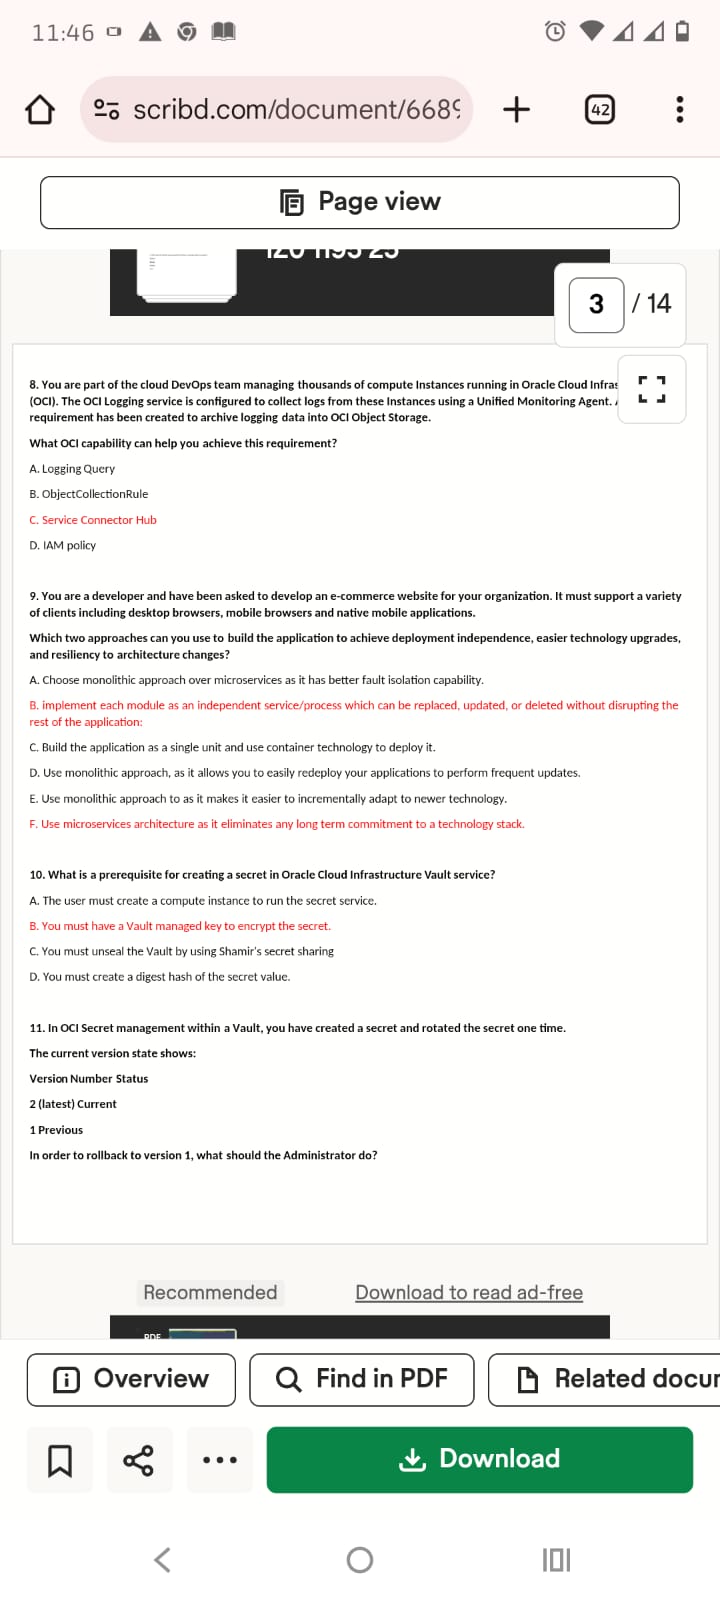 11:46
scribd.com/document/668
42
Page view
3 / 14
8. You are part of the cloud DevOps team managing thousands of compute Instances running in Oracle Cloud Infras
(OCI). The OCI Logging service is configured to collect logs from these Instances using a Unified Monitoring Agent.
requirement has been created to archive logging data into OCI Object Storage.
What OCI capability can help you achieve this requirement?
A. Logging Query
B. ObjectCollectionRule
C. Service Connector Hub
D. IAM policy
9. You are a developer and have been asked to develop an e-commerce website for your organization. It must support a variety
of clients including desktop browsers, mobile browsers and native mobile applications.
Which two approaches can you use to build the application to achieve deployment independence, easier technology upgrades,
and resiliency to architecture changes?
A. Choose monolithic approach over microservices as it has better fault isolation capability.
B. implement each module as an independent service/process which can be replaced, updated, or deleted without disrupting the
rest of the application:
C. Build the application as a single unit and use container technology to deploy it.
D. Use monolithic approach, as it allows you to easily redeploy your applications to perform frequent updates.
E. Use monolithic approach to as it makes it easier to incrementally adapt to newer technology.
F. Use microservices architecture as it eliminates any long term commitment to a technology stack.
10. What is a prerequisite for creating a secret in Oracle Cloud Infrastructure Vault service?
A. The user must create a compute instance to run the secret service.
B. You must have a Vault managed key to encrypt the secret.
C. You must unseal the Vault by using Shamir's secret sharing
D. You must create a digest hash of the secret value.
11. In OCI Secret management within a Vault, you have created a secret and rotated the secret one time.
The current version state shows:
Version Number Status
2 (latest) Current
1 Previous
In order to rollback to version 1, what should the Administrator do?
Recommended
Download to read ad-free
PDF
Overview
Find in PDF
Related docu
Download